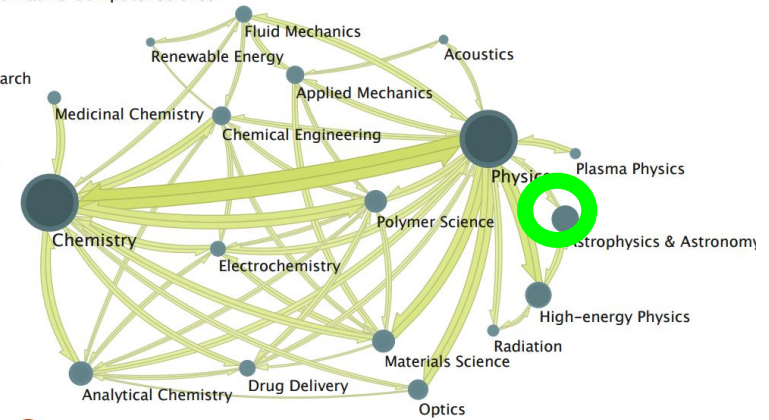 Fluid Mechanics
Renewable Energy
Acoustics
arch
Applied Mechanics
Medicinal Chemistry
Chemical Engineering
Plasma Physics
Physics
Polymer Science
Chemistry
strophysics & Astronomy
Electrochemistry
High-energy Physics
Radiation
Materials Science
Drug Delivery
Analytical Chemistry
Optics